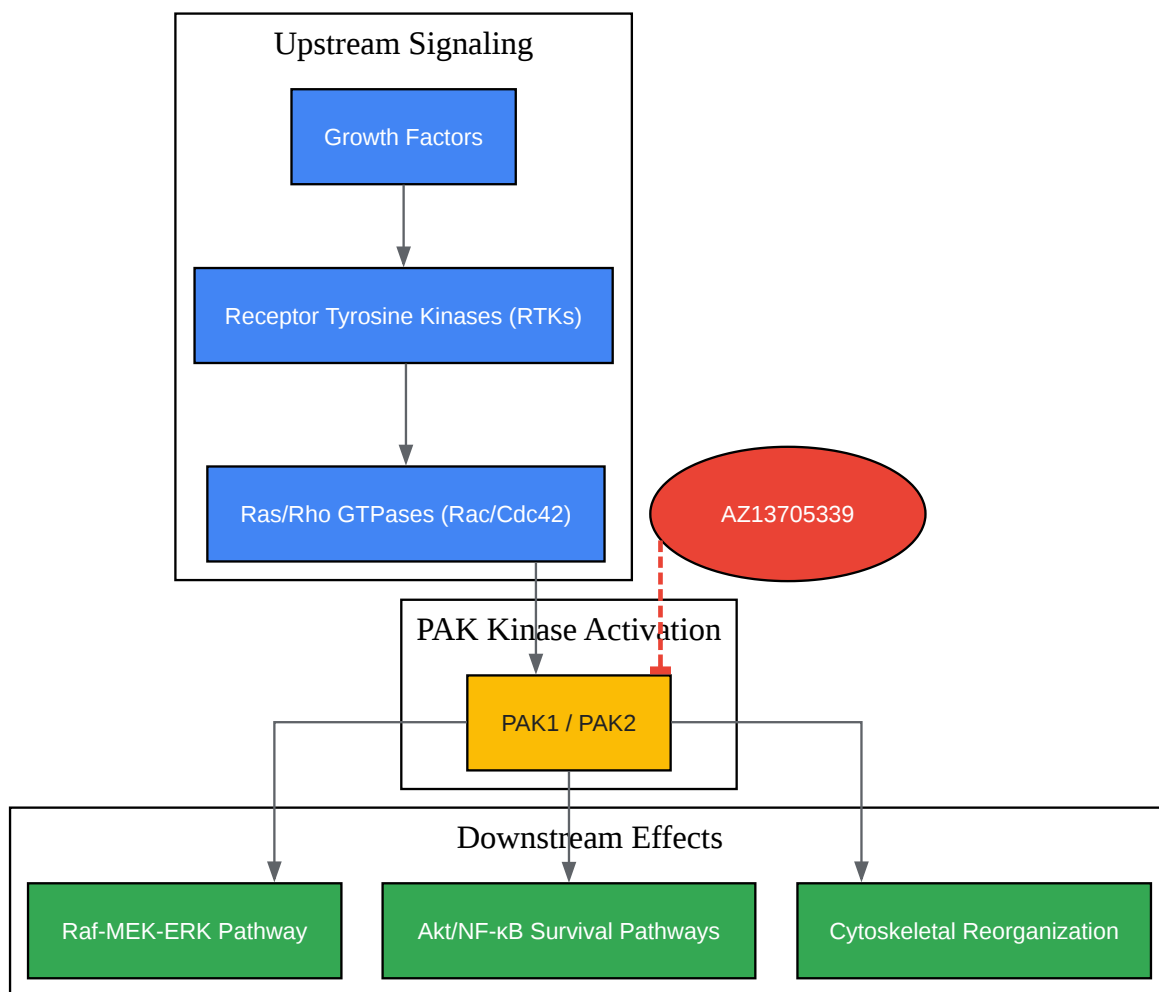 Upstream Signaling
Growth Factors
Receptor Tyrosine Kinases (RTKs)
Ras/Rho GTPases (Rac/Cdc42)
AZ13705339
PAK Kinase Activation
PAK1 / PAK2
Downstream Effects
Raf-MEK-ERK Pathway
Akt/NF-κB Survival Pathways
Cytoskeletal Reorganization